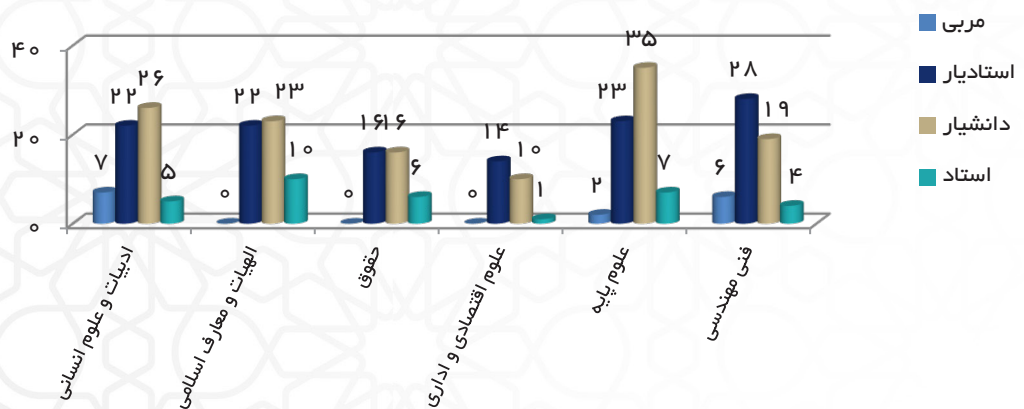 مربی
استادیار
دانشیار
استاد
۴۰
۲۰
۰
۷ ۲۲ ۲۶ ۵
۰ ۲۲ ۲۳ ۱۰
۰ ۱۶ ۱۶ ۶
۰ ۱۴ ۱۰ ۱
۲ ۲۳ ۳۵ ۷
۶ ۲۸ ۱۹ ۴
ادبیات و علوم انسانی
الهیات و معارف اسلامی
حقوق
علوم اقتصادی و اداری
علوم پایه
فنی مهندسی